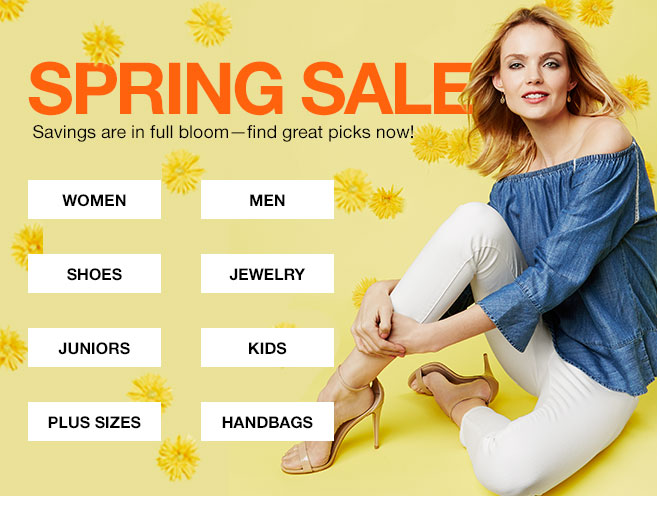 SPRING SALE
Savings are in full bloom—find great picks now!
WOMEN
MEN
SHOES
JEWELRY
JUNIORS
KIDS
PLUS SIZES
HANDBAGS